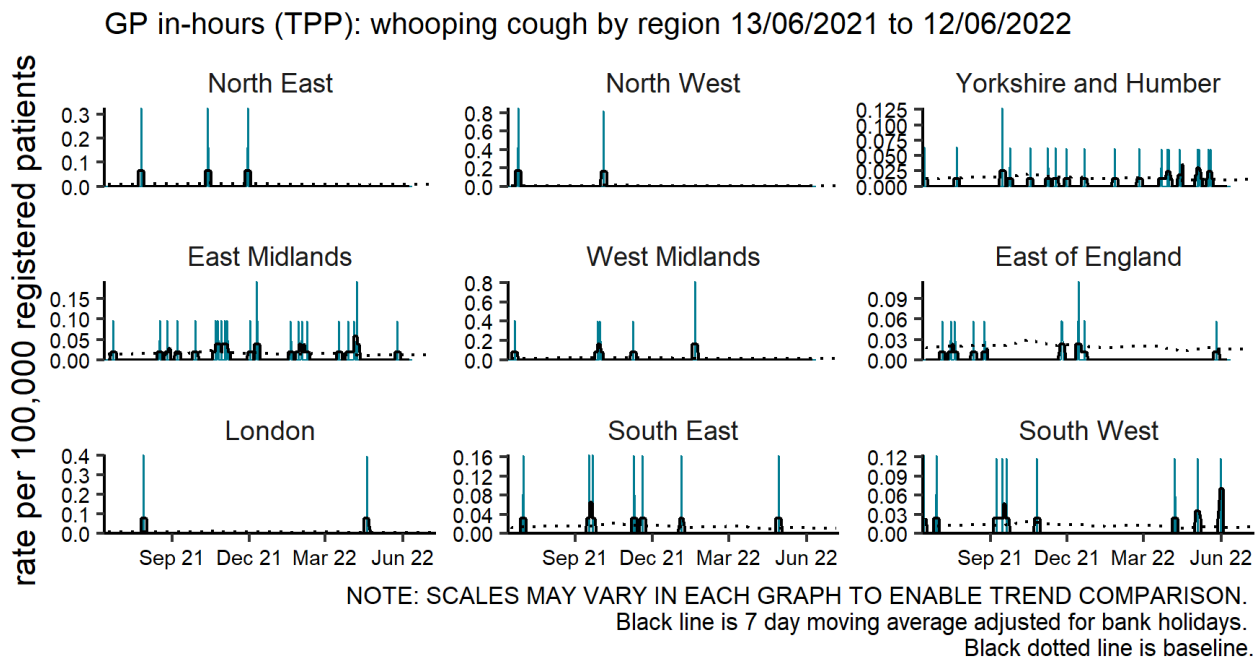 GP in-hours (TPP): whooping cough by region 13/06/2021 to 12/06/2022
rate per 100,000 registered patients
North East
0.3
0.2
0.1
0.0
North West
0.8
0.6
0.4
0.2
0.0
Yorkshire and Humber
0.125
0.100
0.075
0.050
0.025
0.000
East Midlands
0.15
0.10
0.05
0.00
West Midlands
0.8
0.6
0.4
0.2
0.0
East of England
0.09
0.06
0.03
0.00
London
0.4
0.3
0.2
0.1
0.0
South East
0.16
0.12
0.08
0.04
0.00
South West
0.12
0.09
0.06
0.03
0.00
Sep 21 Dec 21 Mar 22 Jun 22
Sep 21 Dec 21 Mar 22 Jun 22
Sep 21 Dec 21 Mar 22 Jun 22
NOTE: SCALES MAY VARY IN EACH GRAPH TO ENABLE TREND COMPARISON.
Black line is 7 day moving average adjusted for bank holidays.
Black dotted line is baseline.